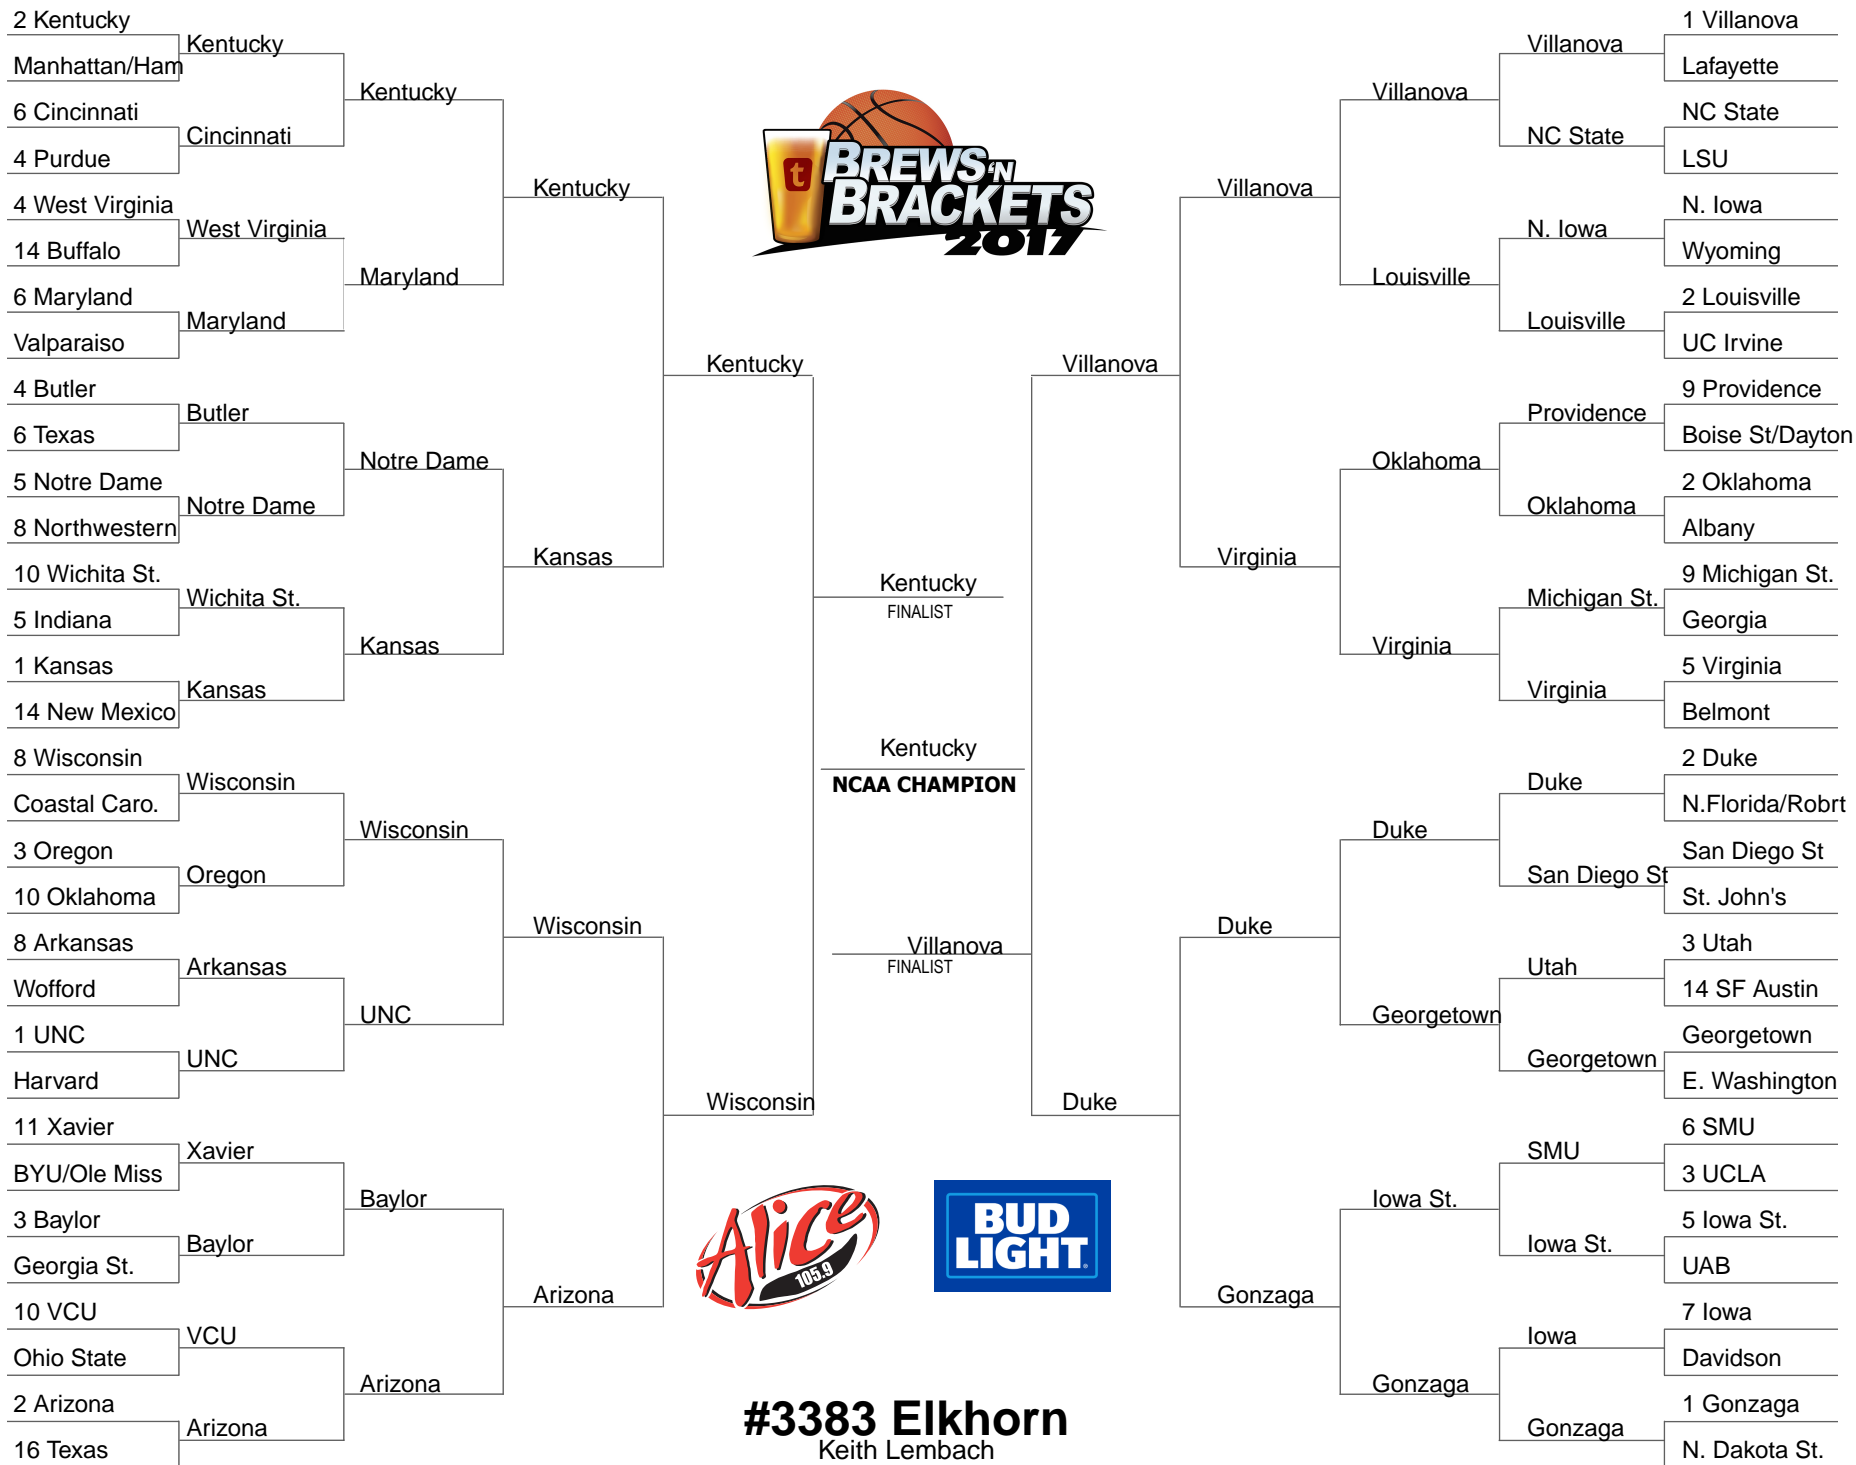 2 Kentucky
Manhattan/Ham
6 Cincinnati
4 Purdue
4 West Virginia
14 Buffalo
6 Maryland
Valparaiso
4 Butler
6 Texas
5 Notre Dame
8 Northwestern
10 Wichita St.
5 Indiana
1 Kansas
14 New Mexico
8 Wisconsin
Coastal Caro.
3 Oregon
10 Oklahoma
8 Arkansas
Wofford
1 UNC
Harvard
11 Xavier
BYU/Ole Miss
3 Baylor
Georgia St.
10 VCU
Ohio State
2 Arizona
16 Texas
Kentucky
Cincinnati
West Virginia
Maryland
Butler
Notre Dame
Wichita St.
Kansas
Wisconsin
Oregon
Arkansas
UNC
Xavier
Baylor
VCU
Arizona
Kentucky
Maryland
Notre Dame
Kansas
Wisconsin
UNC
Baylor
Arizona
Kentucky
Kansas
Wisconsin
Arizona
Kentucky
Wisconsin
t
BREWS 'N
BRACKETS
2017
Kentucky
FINALIST
Kentucky
NCAA CHAMPION
Villanova
FINALIST
Alice
105.9
BUD
LIGHT
#3383 Elkhorn
Keith Lembach
Villanova
Duke
Villanova
Virginia
Duke
Gonzaga
Villanova
Louisville
Oklahoma
Virginia
Duke
Georgetown
Iowa St.
Gonzaga
Villanova
NC State
N. Iowa
Louisville
Providence
Oklahoma
Michigan St.
Virginia
Duke
San Diego St
Utah
Georgetown
SMU
Iowa St.
Iowa
Gonzaga
1 Villanova
Lafayette
NC State
LSU
N. Iowa
Wyoming
2 Louisville
UC Irvine
9 Providence
Boise St/Dayton
2 Oklahoma
Albany
9 Michigan St.
Georgia
5 Virginia
Belmont
2 Duke
N.Florida/Robrt
San Diego St
St. John's
3 Utah
14 SF Austin
Georgetown
E. Washington
6 SMU
3 UCLA
5 Iowa St.
UAB
7 Iowa
Davidson
1 Gonzaga
N. Dakota St.